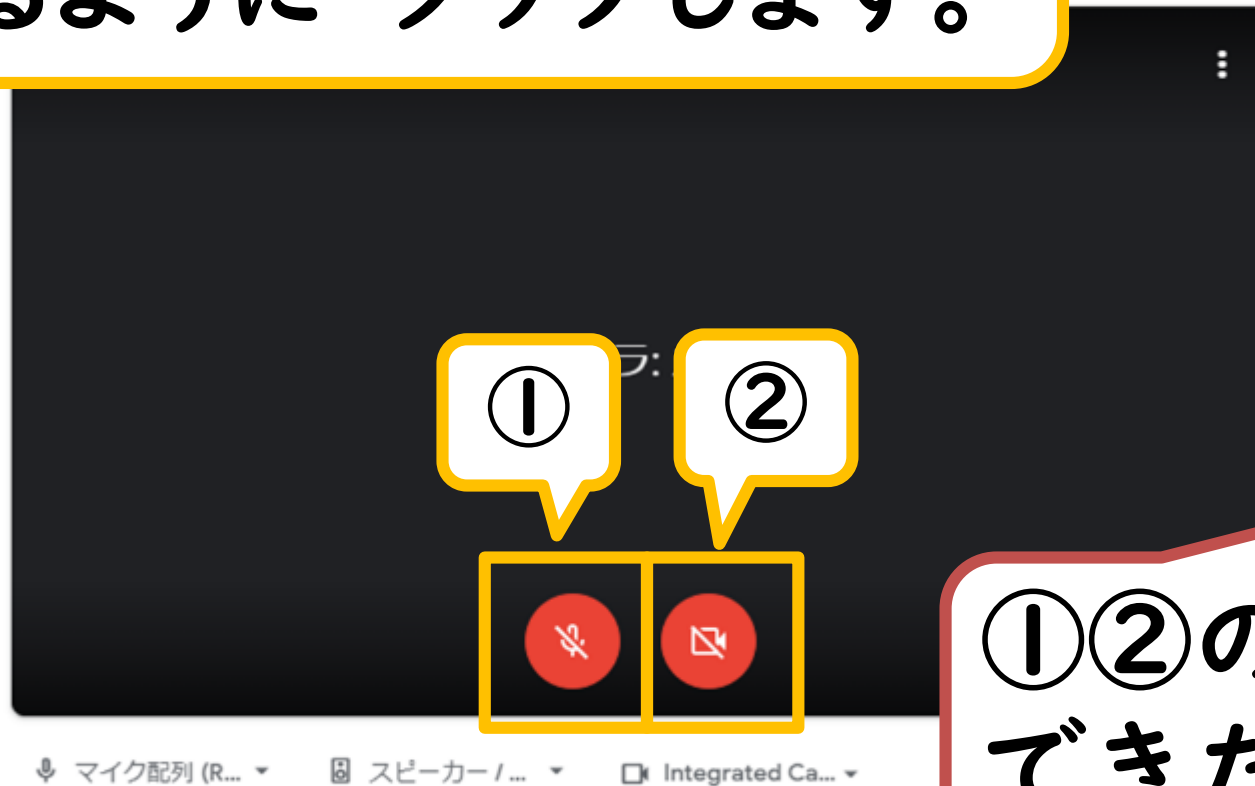 るように クリックします。
ラ:
① ②
①②の
できた
マイク配列 (R... スピーカー / ... Integrated Ca...